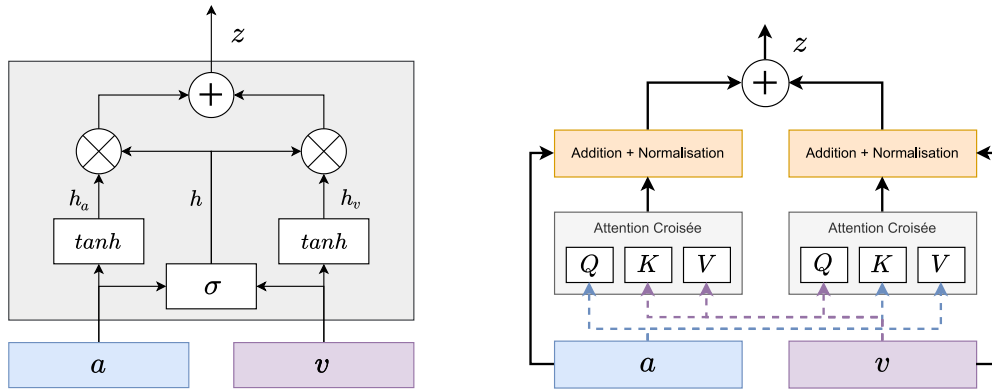 z
h_a
h
h_v
tanh
tanh
σ
a
v
z
Addition + Normalisation
Addition + Normalisation
Attention Croisée
Attention Croisée
Q K V
Q K V
a
v